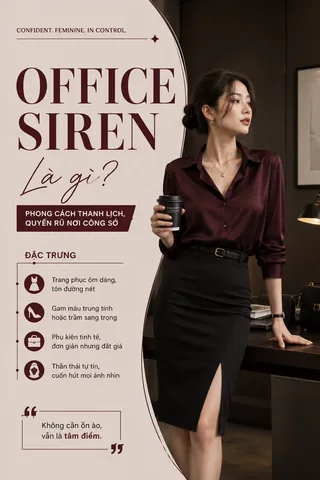 CONFIDENT. FEMININE. IN CONTROL.
OFFICE
SIREN
Là gì?
PHONG CÁCH THANH LỊCH,
QUYẾN RŨ NƠI CÔNG SỞ
ĐẶC TRƯNG
Trang phục ôm dáng,
tôn đường nét
Gam màu trung tính
hoặc trầm sang trọng
Phụ kiện tinh tế,
đơn giản nhưng đắt giá
Thần thái tự tin,
cuốn hút mọi ánh nhìn
“
Không cần ồn ào,
vẫn là tâm điểm.
”